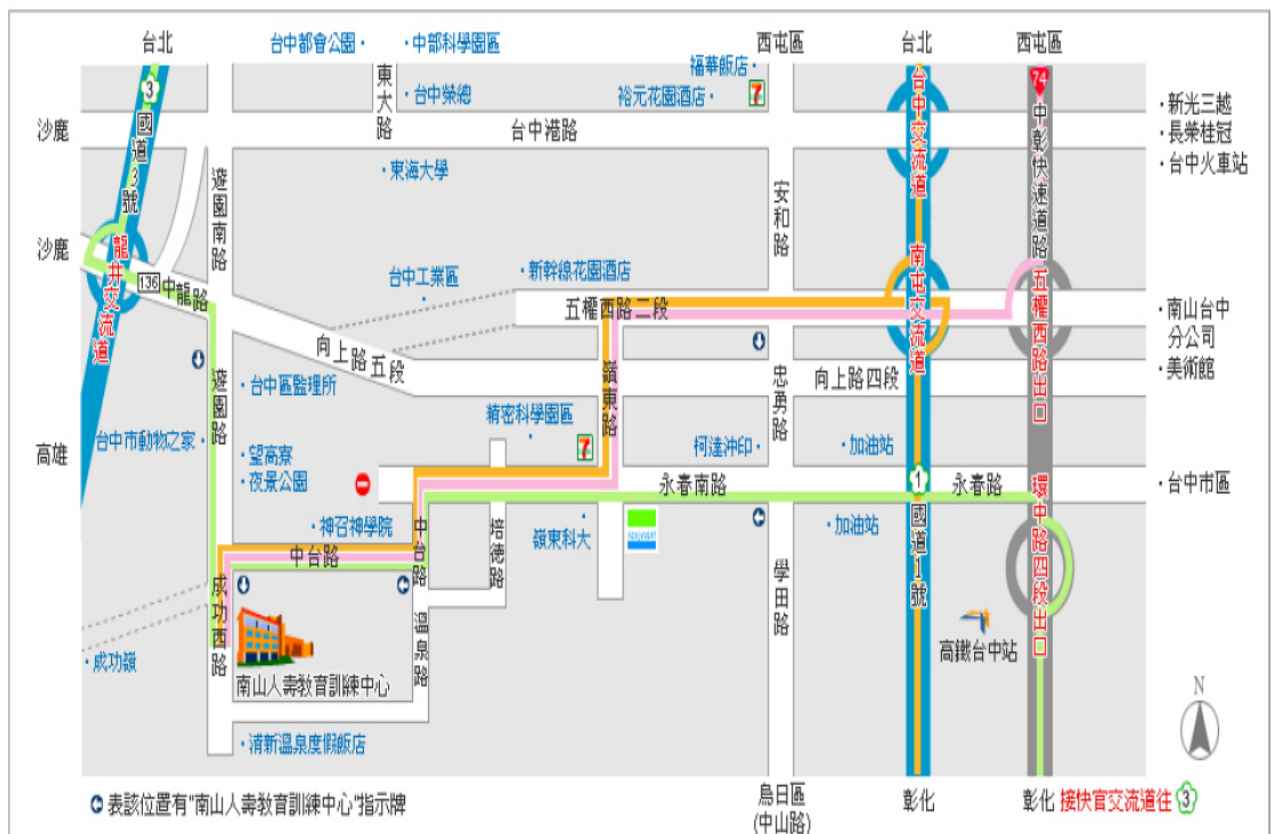 台北
台中都會公園
中部科學園區
西屯區
台北
西屯區
福華飯店
裕元花園酒店
7
台中榮總
東大路
3
國道3號
台中交流道
74
中彰快速道路
新光三越
長榮桂冠
台中火車站
沙鹿
台中港路
東海大學
遊園南路
安和路
沙鹿
龍井交流道
136
中龍路
台中工業區
新幹線花園酒店
五權西路二段
南屯交流道
五權西路出口
南山台中
分公司
美術館
向上路五段
向上路四段
嶺東路
忠勇路
遊園路
台中區監理所
精密科學園區
7
柯達沖印
加油站
高雄
台中市動物之家
望高寮
夜景公園
永春南路
1
永春路
台中市區
神召神學院
中台路
中台路
培德路
嶺東科大
加油站
國道1號
環中路四段出口
學田路
成功西路
溫泉路
成功嶺
南山人壽教育訓練中心
高鐵台中站
清新溫泉度假飯店
N
表該位置有"南山人壽教育訓練中心"指示牌
烏日區
(中山路)
彰化
彰化 接快官交流道往 3